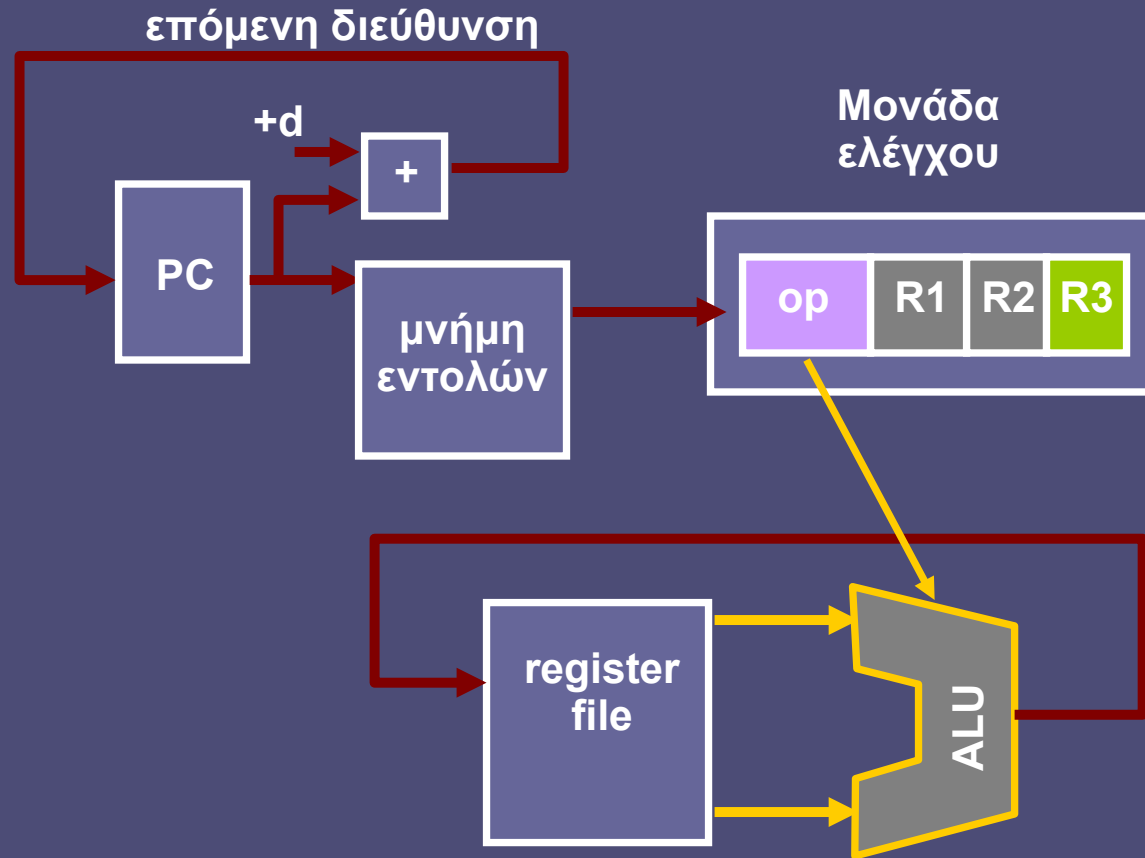 επόμενη διεύθυνση
+d
+
PC
μνήμη
εντολών
Μονάδα
ελέγχου
op
R1
R2
R3
register
file
ALU